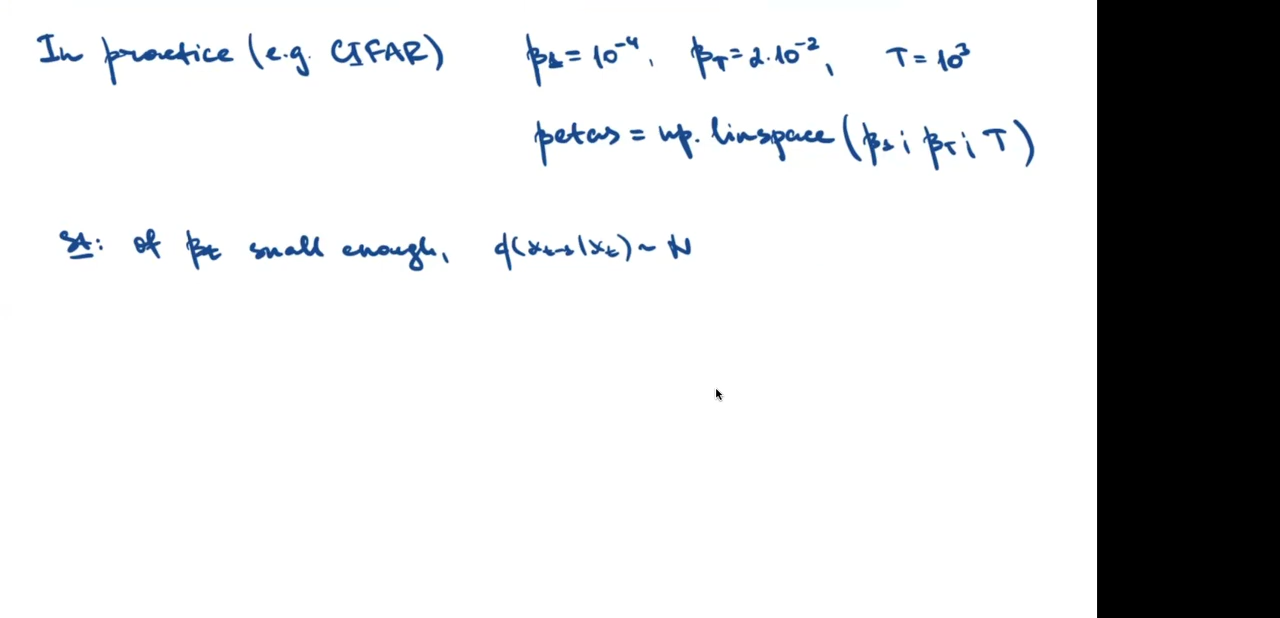 In practice (e.g. CIFAR) β₁ = 10⁻⁴, β_T = 2·10⁻², T = 10³
betas = np. linspace (β₁; β_T; T)
St: if β_t small enough, q(x_{t-1}|x_t) ~ N